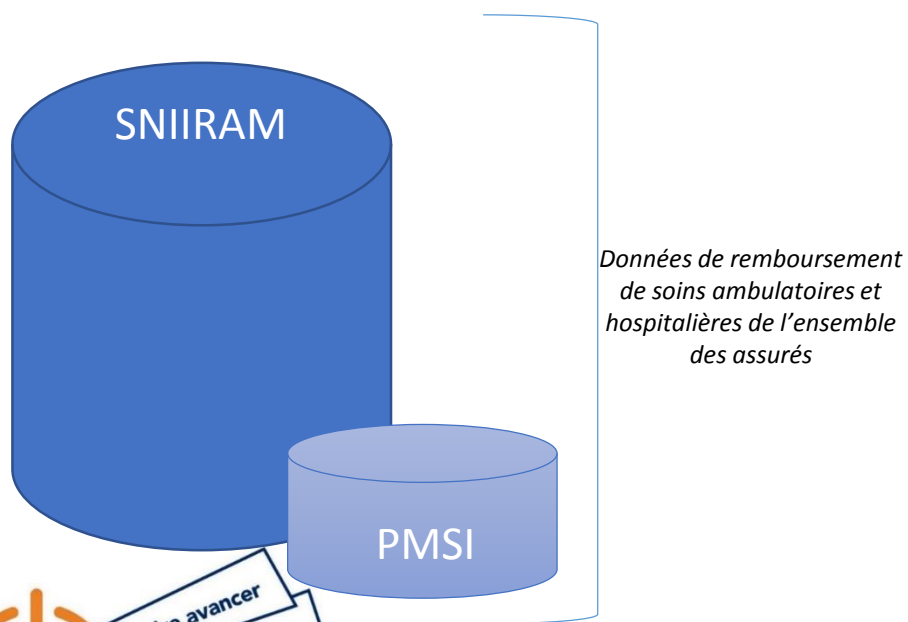 SNIIRAM
Données de remboursement
de soins ambulatoires et
hospitalières de l'ensemble
des assurés
PMSI
avancer